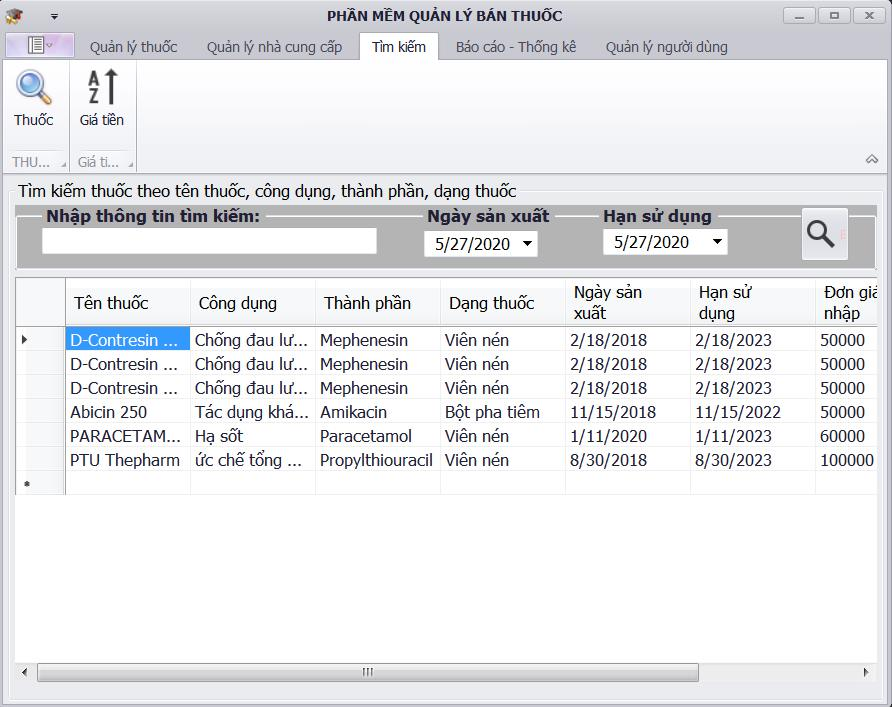 PHẦN MỀM QUẢN LÝ BÁN THUỐC
Quản lý thuốc Quản lý nhà cung cấp Tìm kiếm Báo cáo - Thống kê Quản lý người dùng
Thuốc Giá tiền
THU... Giá ti...
Tìm kiếm thuốc theo tên thuốc, công dụng, thành phần, dạng thuốc
Nhập thông tin tìm kiếm: Ngày sản xuất Hạn sử dụng
5/27/2020 5/27/2020
Tên thuốc Công dụng Thành phần Dạng thuốc Ngày sản xuất Hạn sử dụng Đơn giá nhập
D-Contresin ... Chống đau lư... Mephenesin Viên nén 2/18/2018 2/18/2023 50000
D-Contresin ... Chống đau lư... Mephenesin Viên nén 2/18/2018 2/18/2023 50000
D-Contresin ... Chống đau lư... Mephenesin Viên nén 2/18/2018 2/18/2023 50000
Abicin 250 Tác dụng khá... Amikacin Bột pha tiêm 11/15/2018 11/15/2022 50000
PARACETAM... Hạ sốt Paracetamol Viên nén 1/11/2020 1/11/2023 60000
PTU Thepharm ức chế tổng ... Propylthiouracil Viên nén 8/30/2018 8/30/2023 100000